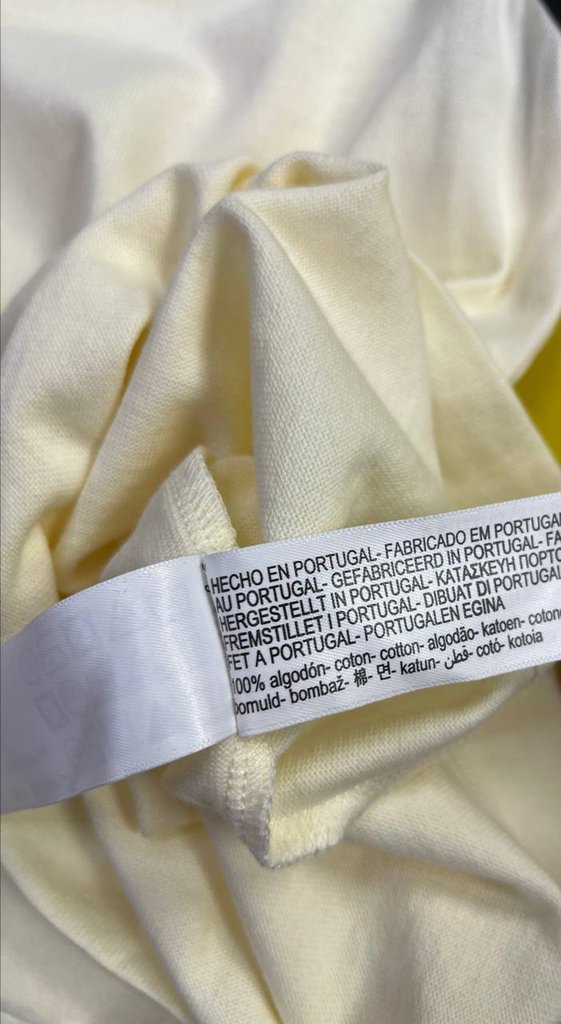 HECHO EN PORTUGAL- FABRICADO EM PORTUGAL
AU PORTUGAL- GEFABRICEERD IN PORTUGAL- FA
HERGESTELLT IN PORTUGAL- ΚΑΤΑΣΚΕΥΗ ΠΟΡΤΟ
FREMSTILLET I PORTUGAL- DIBUAT DI PORTUGAL
FET A PORTUGAL- PORTUGALEN EGINA
100% algodón- coton- cotton- algodão- katoen- cotone
bomuld- bombaž- 棉- 면- katun- قطن- cotó- kotoia